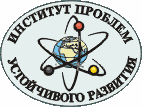 ИНСТИТУТ ПРОБЛЕМ
УСТОЙЧИВОГО РАЗВИТИЯ